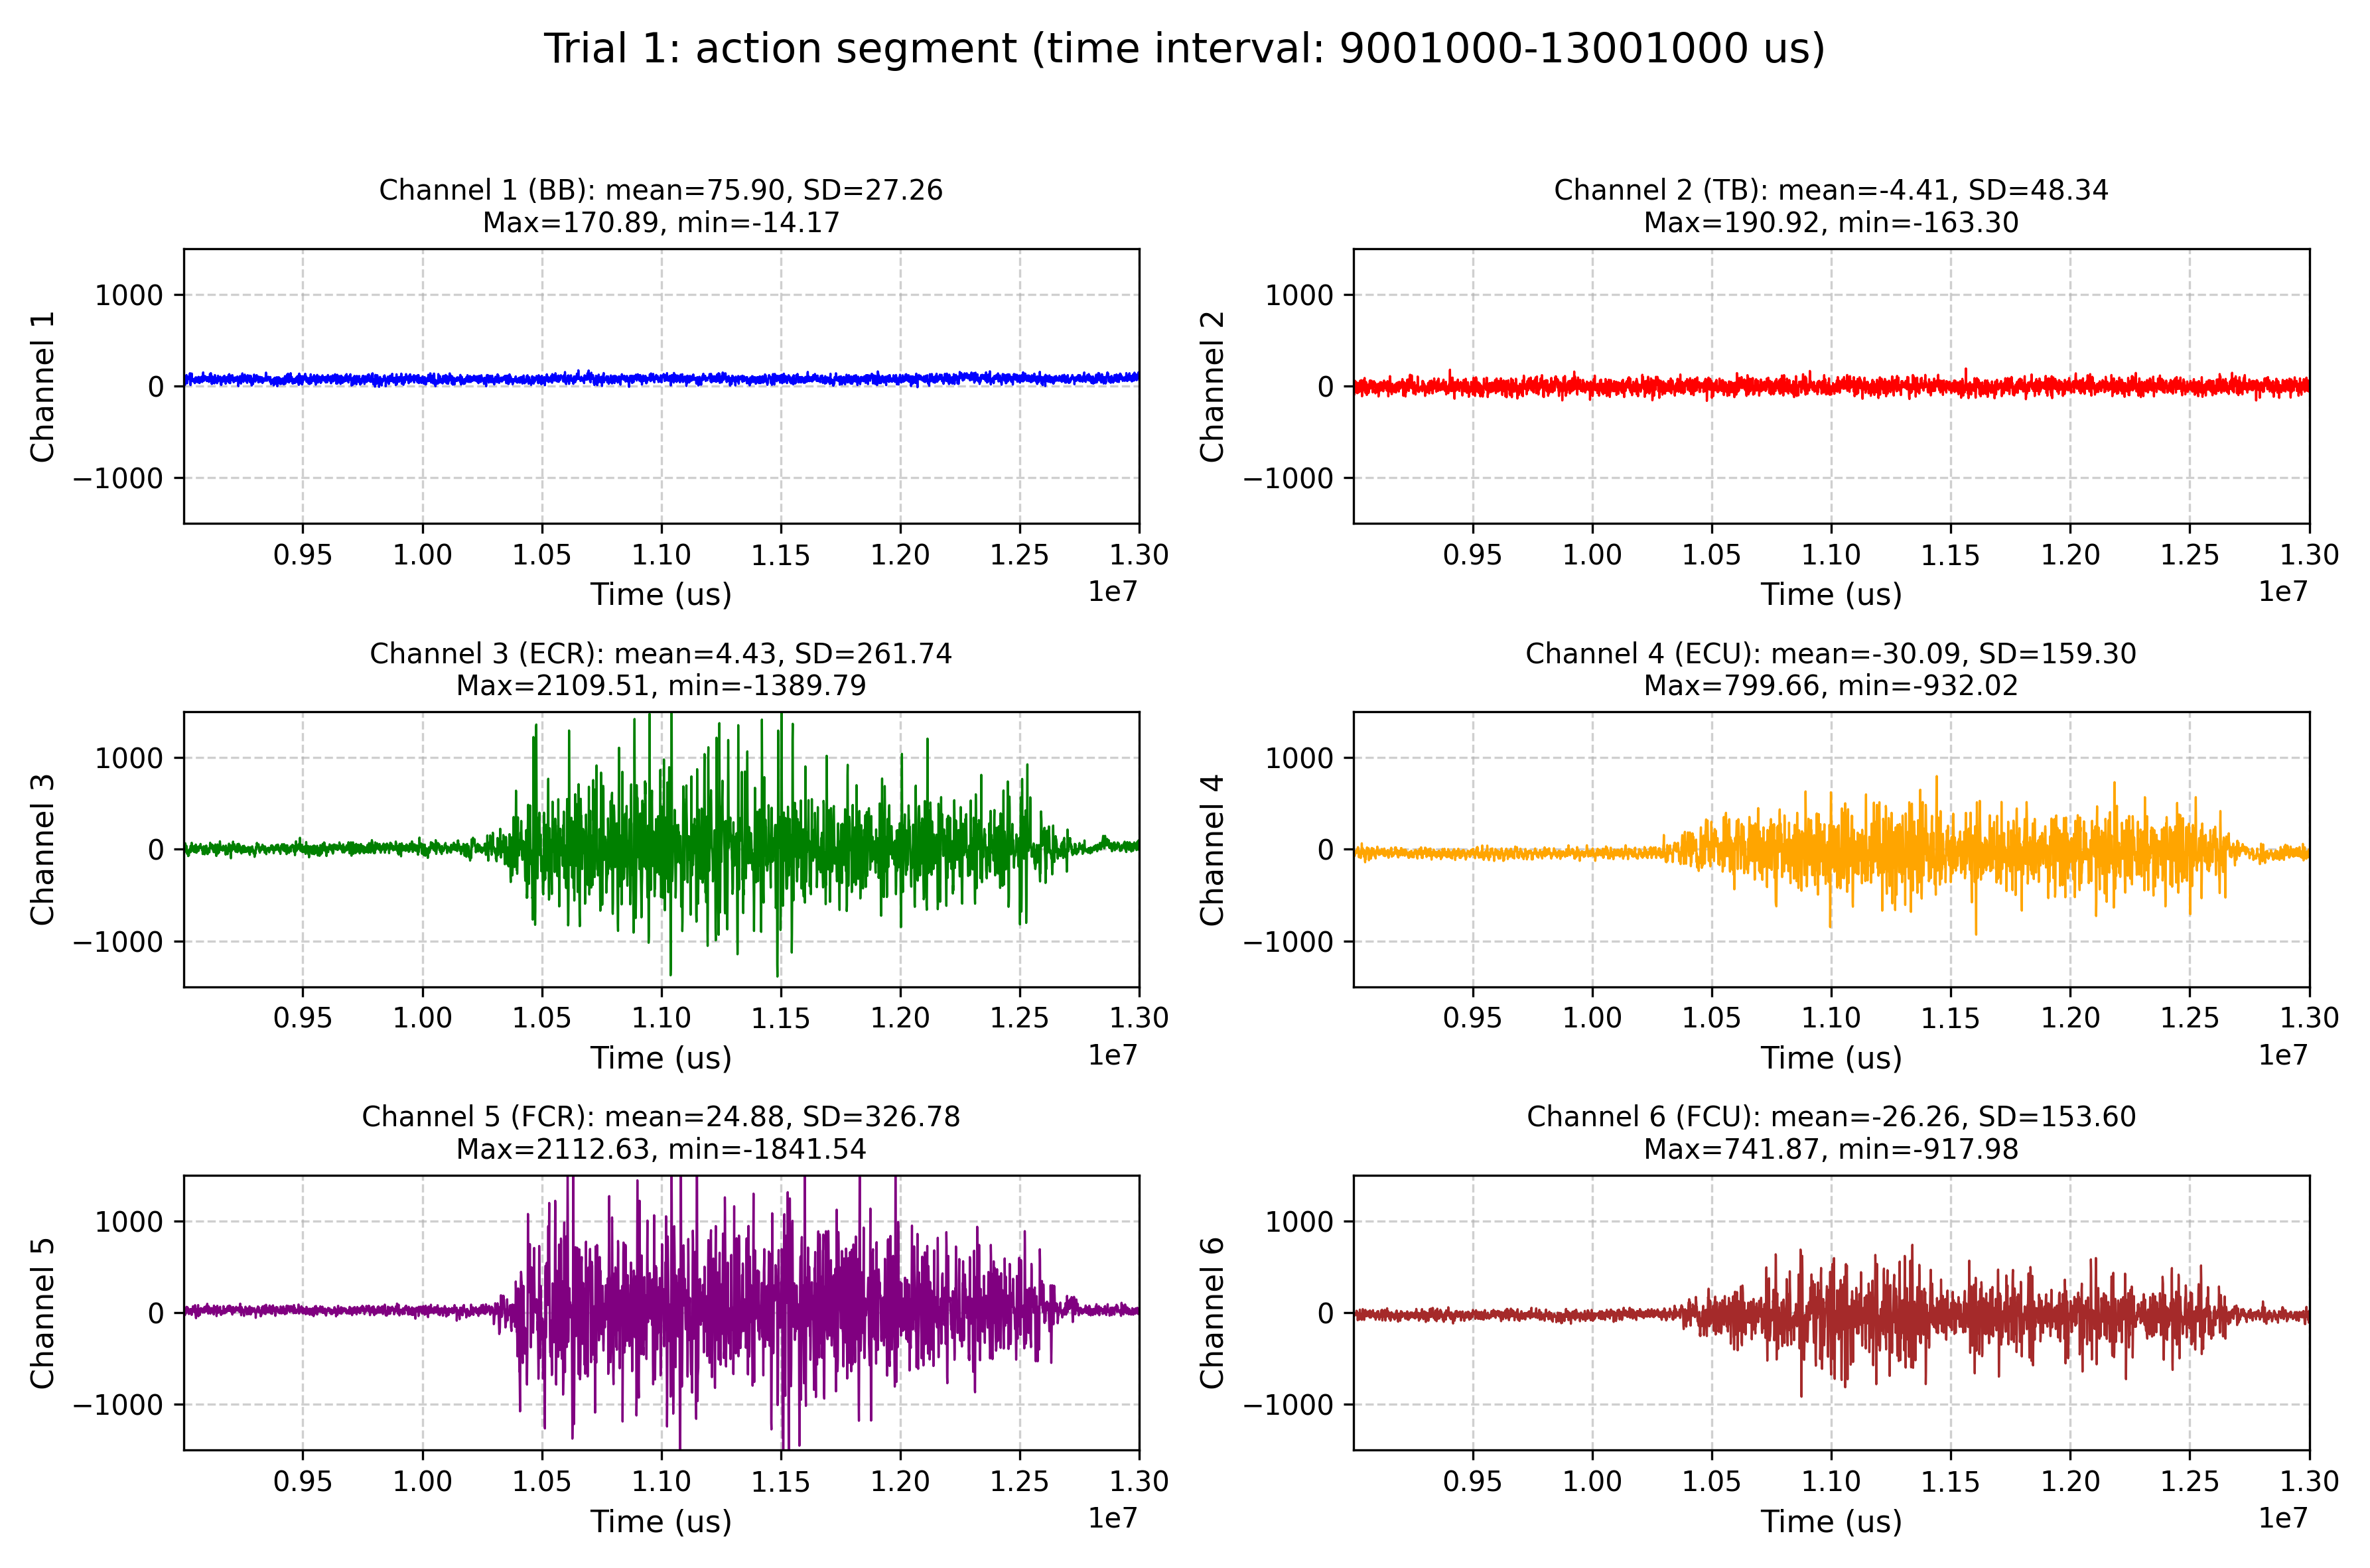 Trial 1: action segment (time interval: 9001000-13001000 us)
Channel 1 (BB): mean=75.90, SD=27.26
Max=170.89, min=-14.17
1000
0
−1000
Channel 1
0.95 1.00 1.05 1.10 1.15 1.20 1.25 1.30
Time (us)
1e7
Channel 2 (TB): mean=-4.41, SD=48.34
Max=190.92, min=-163.30
1000
0
−1000
Channel 2
0.95 1.00 1.05 1.10 1.15 1.20 1.25 1.30
Time (us)
1e7
Channel 3 (ECR): mean=4.43, SD=261.74
Max=2109.51, min=-1389.79
1000
0
−1000
Channel 3
0.95 1.00 1.05 1.10 1.15 1.20 1.25 1.30
Time (us)
1e7
Channel 4 (ECU): mean=-30.09, SD=159.30
Max=799.66, min=-932.02
1000
0
−1000
Channel 4
0.95 1.00 1.05 1.10 1.15 1.20 1.25 1.30
Time (us)
1e7
Channel 5 (FCR): mean=24.88, SD=326.78
Max=2112.63, min=-1841.54
1000
0
−1000
Channel 5
0.95 1.00 1.05 1.10 1.15 1.20 1.25 1.30
Time (us)
1e7
Channel 6 (FCU): mean=-26.26, SD=153.60
Max=741.87, min=-917.98
1000
0
−1000
Channel 6
0.95 1.00 1.05 1.10 1.15 1.20 1.25 1.30
Time (us)
1e7